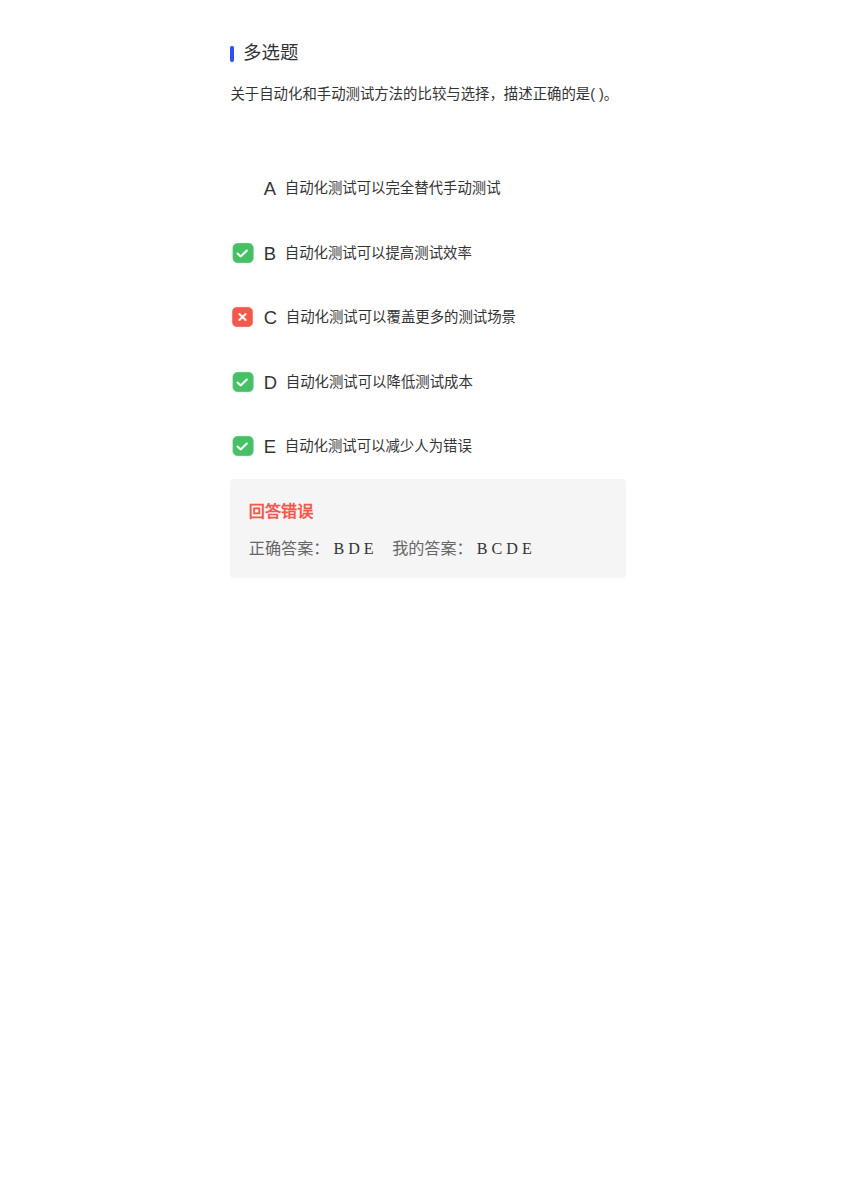 多选题
关于自动化和手动测试方法的比较与选择，描述正确的是( )。
A 自动化测试可以完全替代手动测试
B 自动化测试可以提高测试效率
C 自动化测试可以覆盖更多的测试场景
D 自动化测试可以降低测试成本
E 自动化测试可以减少人为错误
回答错误
正确答案： B D E 我的答案： B C D E